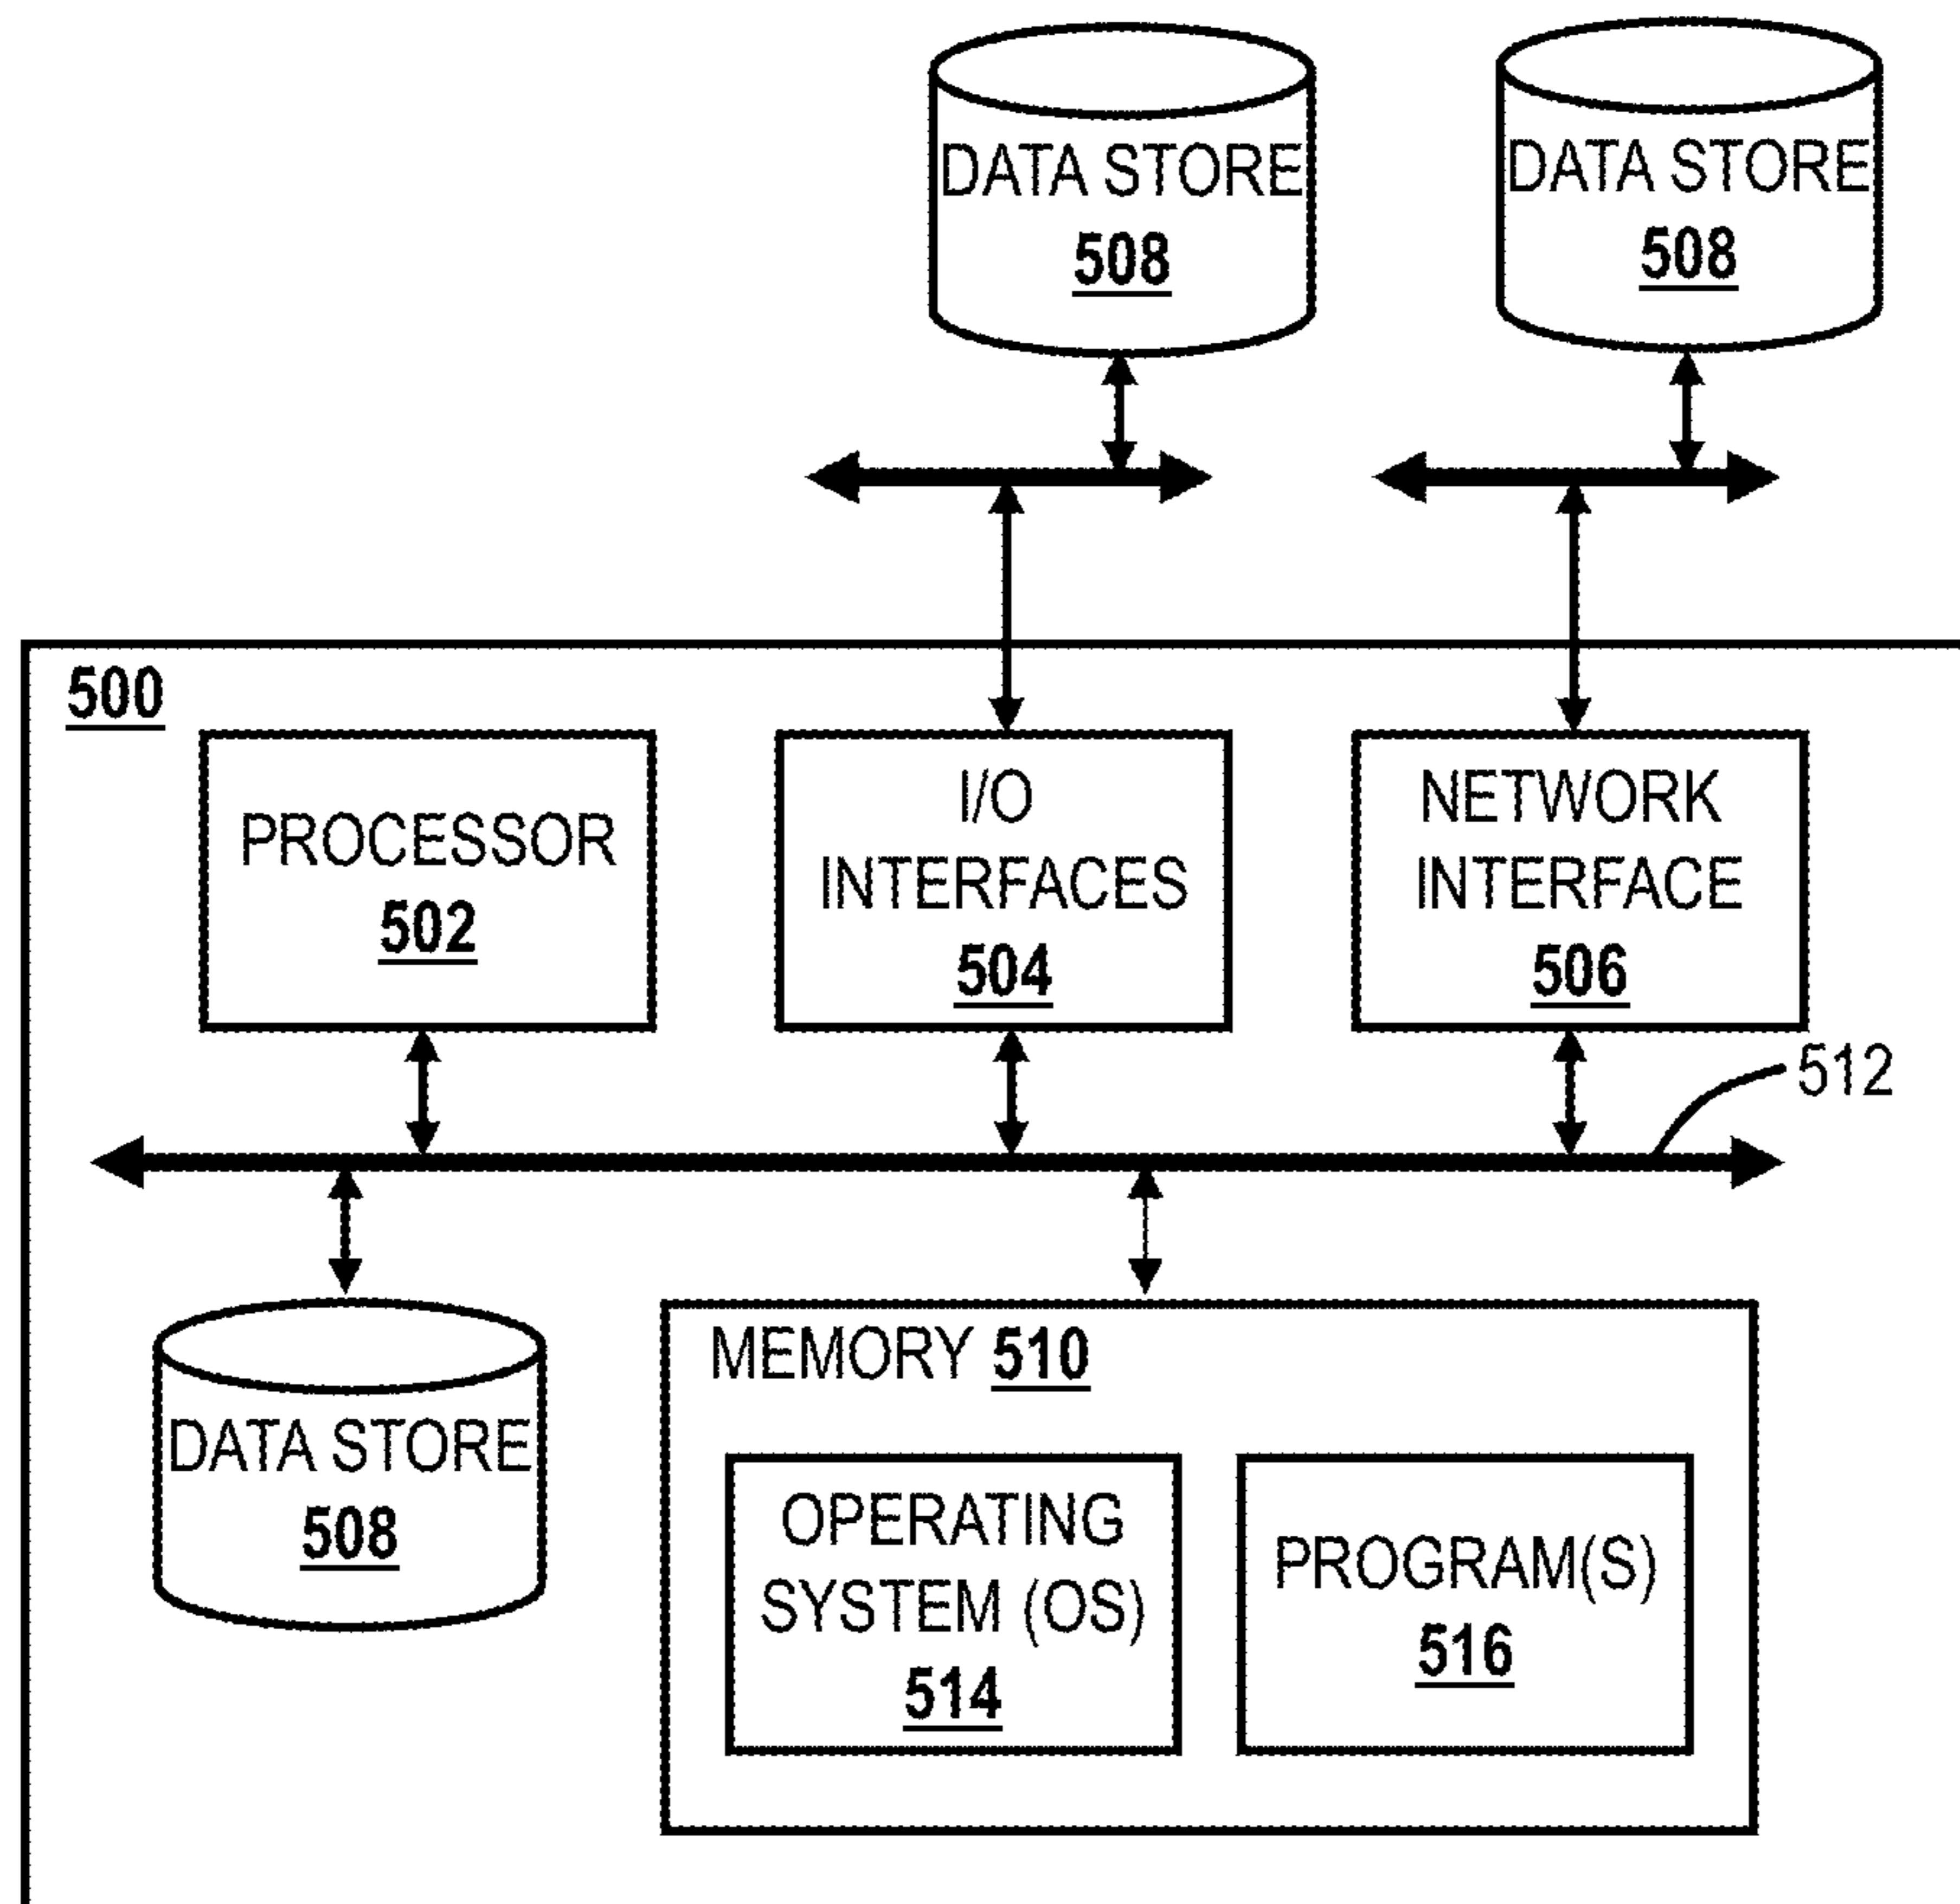 DATA STORE
508
DATA STORE
508
500
PROCESSOR
502
I/O
INTERFACES
504
NETWORK
INTERFACE
506
512
DATA STORE
508
MEMORY 510
OPERATING
SYSTEM (OS)
514
PROGRAM(S)
516